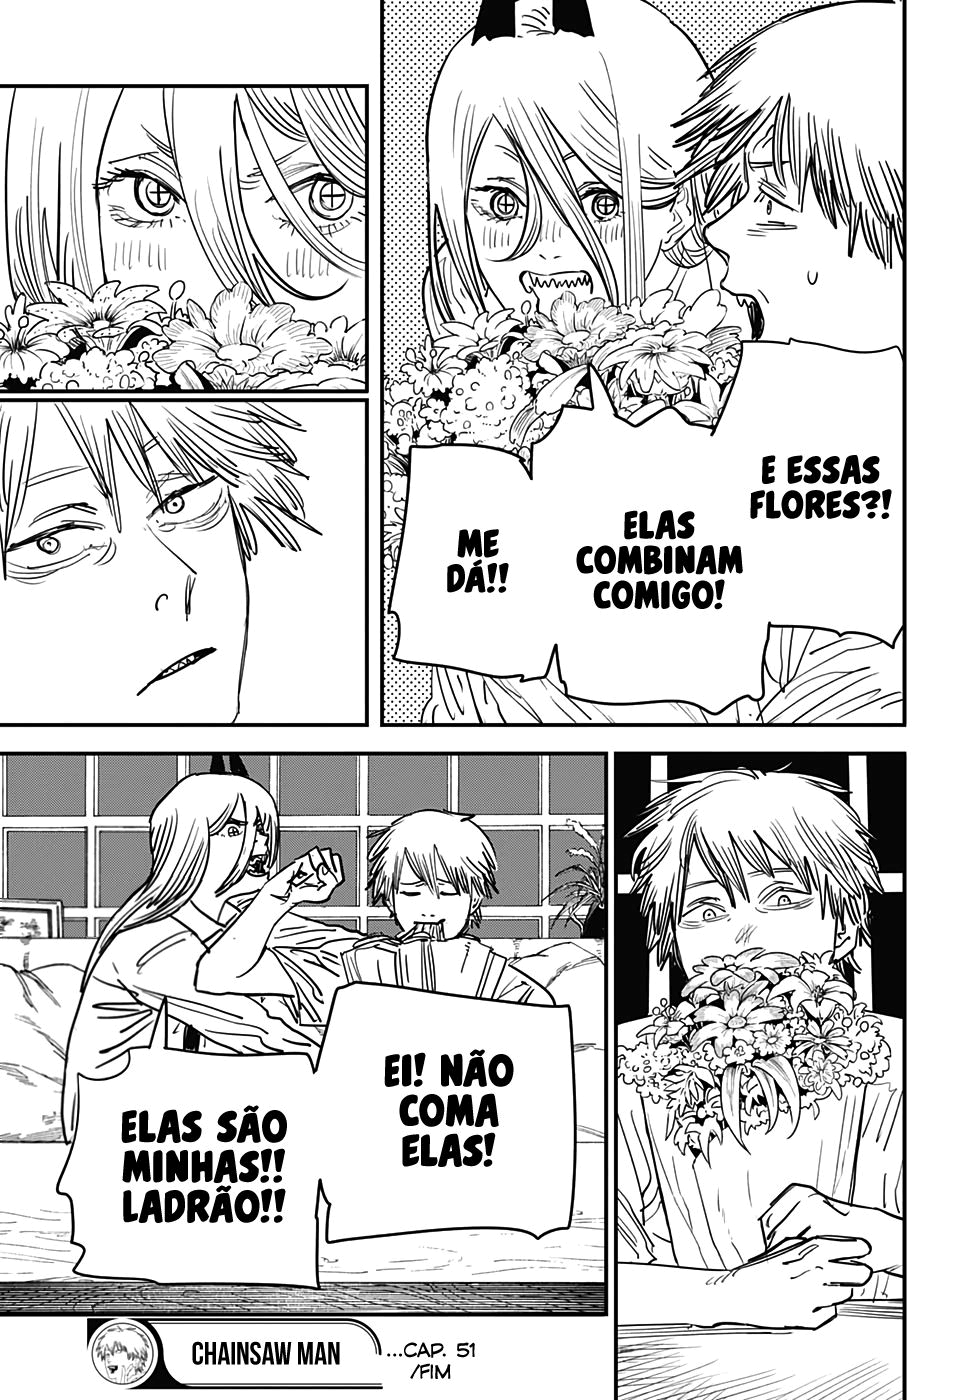 E ESSAS
FLORES?!
ELAS
COMBINAM
COMIGO!
ME
DÁ!!
EI! NÃO
COMA
ELAS!
ELAS SÃO
MINHAS!!
LADRÃO!!
CHAINSAW MAN
...CAP. 51
/FIM